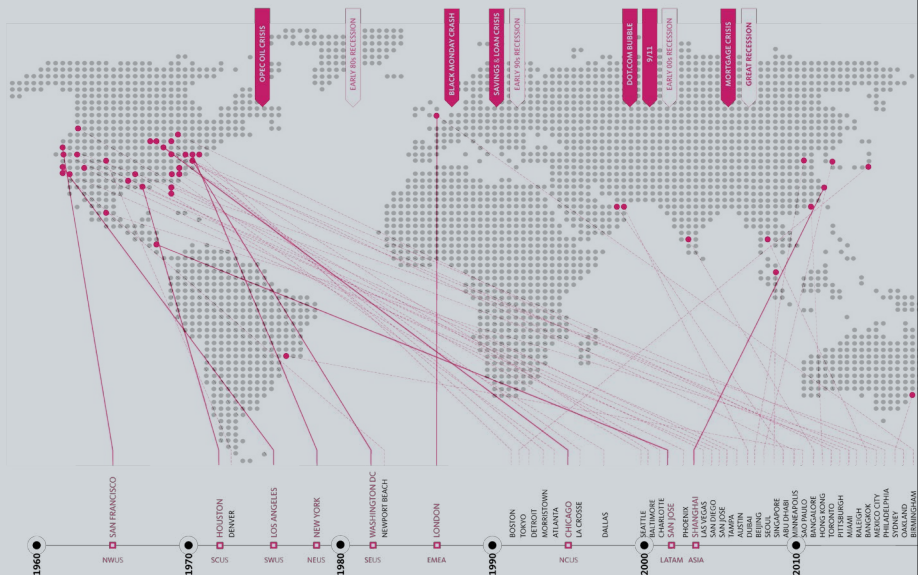 OPEC OIL CRISIS
EARLY 80s RECESSION
BLACK MONDAY CRASH
SAVINGS & LOAN CRISIS
EARLY 90s RECESSION
DOT.COM BUBBLE
9/11
EARLY 00s RECESSION
MORTGAGE CRISIS
GREAT RECESSION
SAN FRANCISCO
HOUSTON
DENVER
LOS ANGELES
NEW YORK
WASHINGTON DC
NEWPORT BEACH
LONDON
BOSTON
TOKYO
DETROIT
MORRISTOWN
ATLANTA
CHICAGO
LA CROSSE
DALLAS
SEATTLE
BALTIMORE
CHARLOTTE
SAN JOSE
PHOENIX
SHANGHAI
LAS VEGAS
SAN DIEGO
SAN JOSE
TAMPA
AUSTIN
DUBAI
BEIJING
SEOUL
SINGAPORE
ABU DHABI
MINNEAPOLIS
SAO PAULO
BANGALORE
HONG KONG
TORONTO
PITTSBURGH
MIAMI
RALEIGH
BANGKOK
MEXICO CITY
PHILADELPHIA
SYDNEY
OAKLAND
BIRMINGHAM
1960
1970
1980
1990
2000
2010
NWUS
SCUS
SWUS
NEUS
SEUS
EMEA
NCUS
LATAM
ASIA